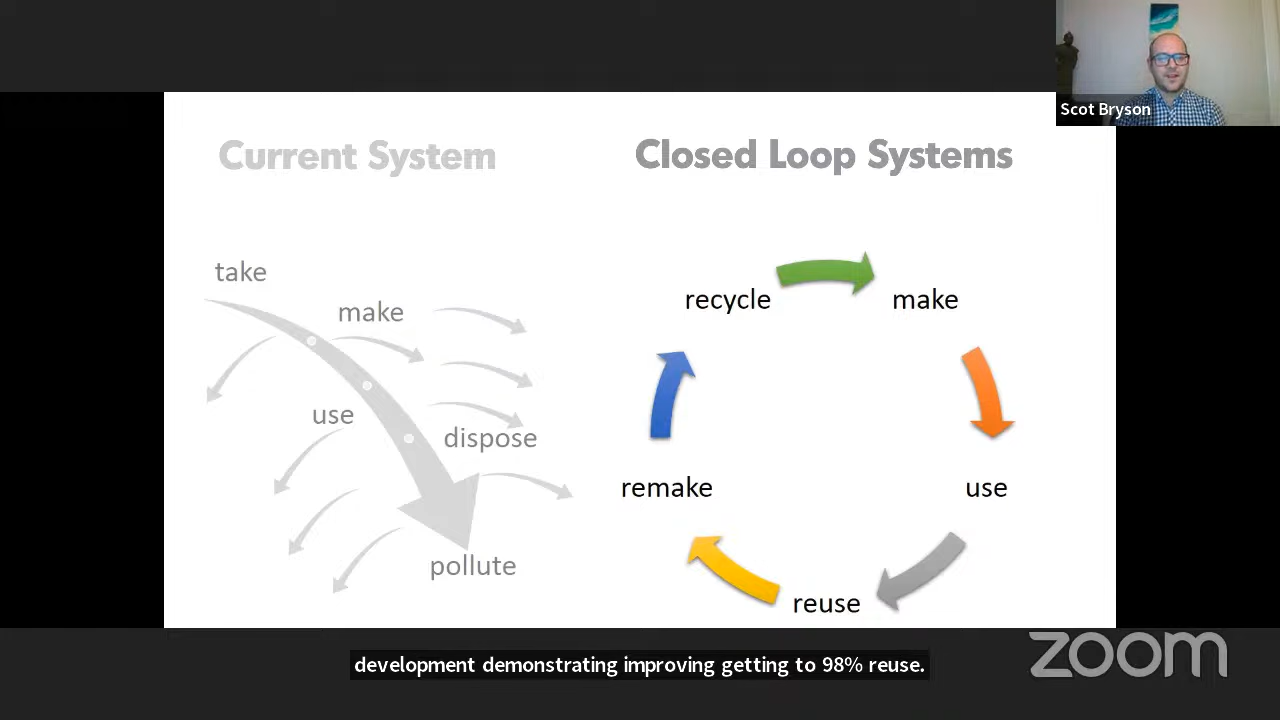 Scot Bryson
Current System
Closed Loop Systems
take
make
use
dispose
pollute
recycle
make
use
reuse
remake
development demonstrating improving getting to 98% reuse.
zoom